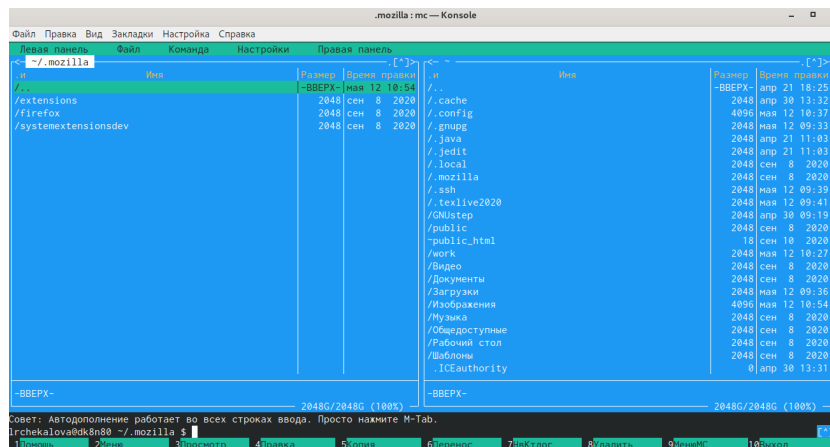 .mozilla : mc — Konsole
Файл Правка Вид Закладки Настройка Справка
Левая панель Файл Команда Настройки Правая панель
<- ~/.mozilla .[^]> <- ~ .[^]>
.и Имя Размер Время правки .и Имя Размер Время правки
/.. -ВВЕРХ- мая 12 10:54 /.. -ВВЕРХ- апр 21 18:25
/extensions 2048 сен 8 2020 /.cache 2048 апр 30 13:32
/firefox 2048 сен 8 2020 /.config 4096 мая 12 10:37
/systemextensionsdev 2048 сен 8 2020 /.gnupg 2048 мая 12 09:33
/.java 2048 апр 21 11:03
/.jedit 2048 апр 21 11:03
/.local 2048 сен 8 2020
/.mozilla 2048 сен 8 2020
/.ssh 2048 мая 12 09:39
/.texlive2020 2048 мая 12 09:41
/GNUstep 2048 апр 30 09:19
/public 2048 сен 8 2020
~public_html 18 сен 10 2020
/work 2048 мая 12 10:27
/Видео 2048 сен 8 2020
/Документы 2048 сен 8 2020
/Загрузки 2048 мая 12 09:36
/Изображения 4096 мая 12 10:54
/Музыка 2048 сен 8 2020
/Общедоступные 2048 сен 8 2020
/Рабочий стол 2048 сен 8 2020
/Шаблоны 2048 сен 8 2020
.ICEauthority 0 апр 30 13:31
-ВВЕРХ- -ВВЕРХ-
2048G/2048G (100%) 2048G/2048G (100%)
Совет: Автодополнение работает во всех строках ввода. Просто нажмите M-Tab.
lrchekalova@dk8n80 ~/.mozilla $ [^]
1Помощь 2Меню 3Просмотр 4Правка 5Копия 6Перенос 7НвКтлог 8Удалить 9МенюMC 10Выход